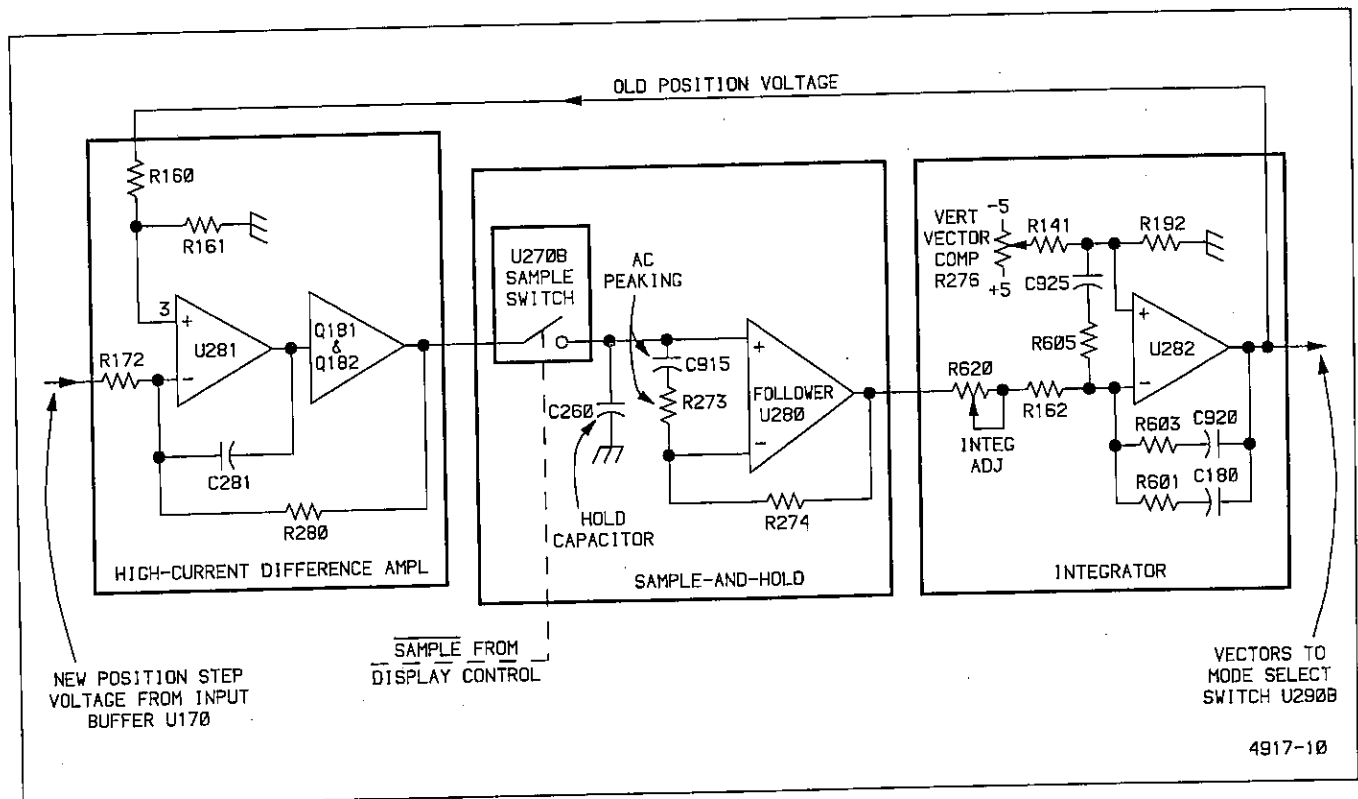 OLD POSITION VOLTAGE
R160
R161
3
+
U281
-
Q181
&
Q182
R172
C281
R280
HIGH-CURRENT DIFFERENCE AMPL
U270B
SAMPLE
SWITCH
AC
PEAKING
C915
R273
C260
+
FOLLOWER
U280
-
R274
HOLD
CAPACITOR
SAMPLE-AND-HOLD
VERT
VECTOR
COMP
R276
-5
+5
R141
R192
C925
R605
+
U282
-
R620
INTEG
ADJ
R162
R603
C920
R601
C180
INTEGRATOR
SAMPLE FROM
DISPLAY CONTROL
NEW POSITION STEP
VOLTAGE FROM INPUT
BUFFER U170
VECTORS TO
MODE SELECT
SWITCH U290B
4917-10